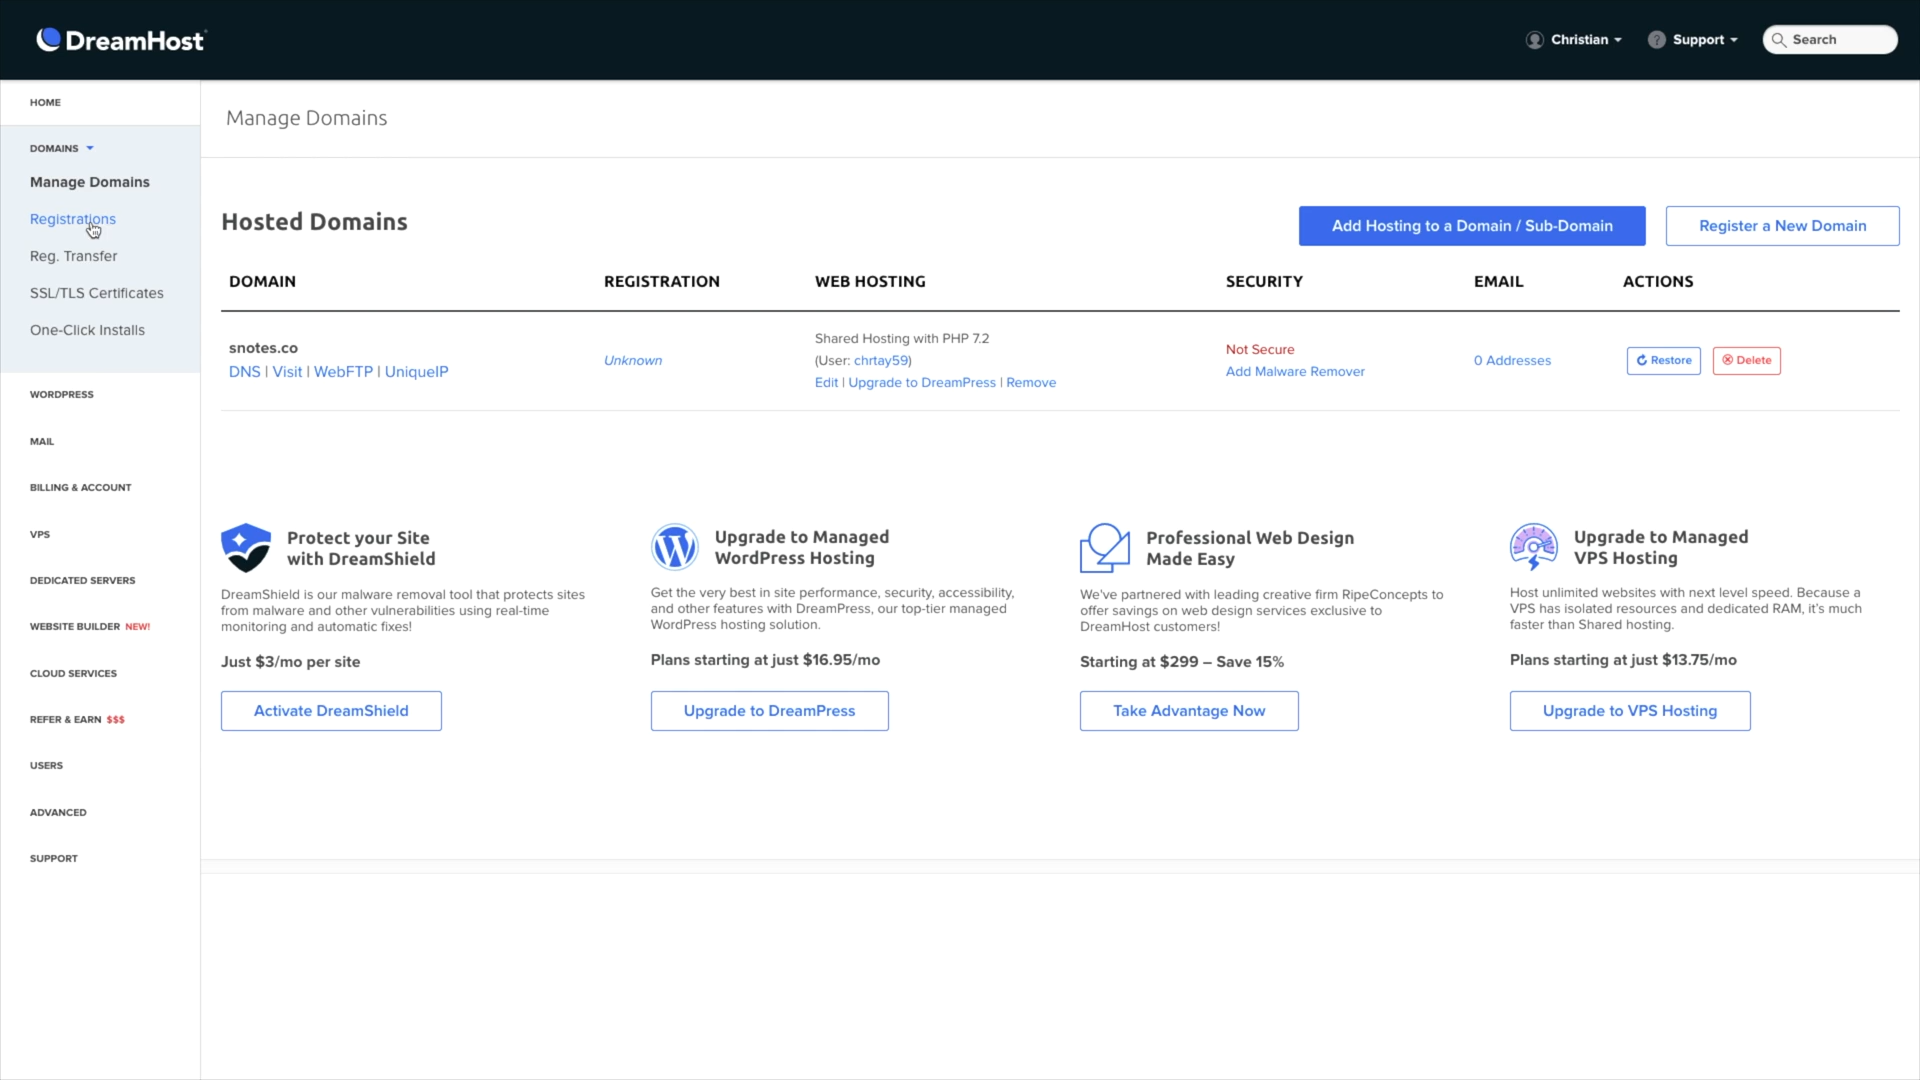 DreamHost
Christian
Support
Search
HOME
DOMAINS
Manage Domains
Registrations
Reg. Transfer
SSL/TLS Certificates
One-Click Installs
WORDPRESS
MAIL
BILLING & ACCOUNT
VPS
DEDICATED SERVERS
WEBSITE BUILDER NEW!
CLOUD SERVICES
REFER & EARN $$$
USERS
ADVANCED
SUPPORT
Manage Domains
Hosted Domains
Add Hosting to a Domain / Sub-Domain
Register a New Domain
DOMAIN REGISTRATION WEB HOSTING SECURITY EMAIL ACTIONS
snotes.co
DNS | Visit | WebFTP | UniqueIP
Unknown
Shared Hosting with PHP 7.2
(User: chrtay59)
Edit | Upgrade to DreamPress | Remove
Not Secure
Add Malware Remover
0 Addresses
Restore
Delete
Protect your Site
with DreamShield
DreamShield is our malware removal tool that protects sites
from malware and other vulnerabilities using real-time
monitoring and automatic fixes!
Just $3/mo per site
Activate DreamShield
Upgrade to Managed
WordPress Hosting
Get the very best in site performance, security, accessibility,
and other features with DreamPress, our top-tier managed
WordPress hosting solution.
Plans starting at just $16.95/mo
Upgrade to DreamPress
Professional Web Design
Made Easy
We've partnered with leading creative firm RipeConcepts to
offer savings on web design services exclusive to
DreamHost customers!
Starting at $299 – Save 15%
Take Advantage Now
Upgrade to Managed
VPS Hosting
Host unlimited websites with next level speed. Because a
VPS has isolated resources and dedicated RAM, it's much
faster than Shared hosting.
Plans starting at just $13.75/mo
Upgrade to VPS Hosting